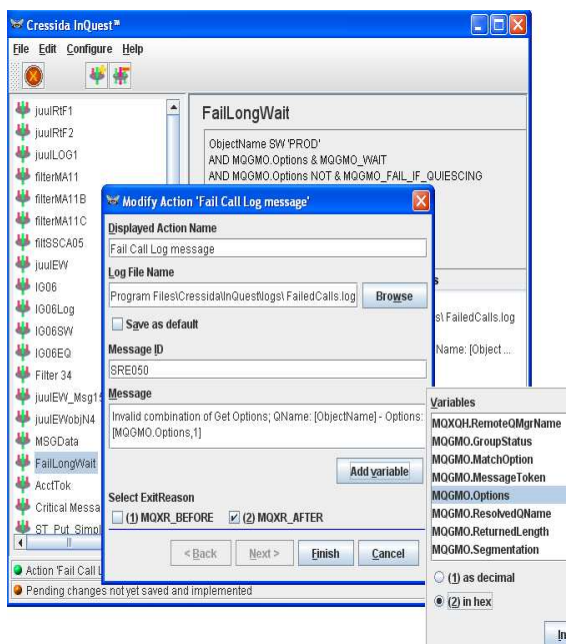 Cressida InQuest™
File Edit Configure Help
juulRtF1
juulRtF2
juulLOG1
filterMA11
filterMA11B
filterMA11C
filtSSCA05
juulEW
IG06
IG06Log
IG06SW
IG06EQ
Filter 34
juulEW_Msg15
juulEWobjN4
MSGData
FailLongWait
AcctTok
Critical Messa
ST_Put_Simpl
FailLongWait
ObjectName SW 'PROD'
AND MQGMO.Options & MQGMO_WAIT
AND MQGMO.Options NOT & MQGMO_FAIL_IF_QUIESCING
s
s\ FailedCalls.log
Name: [Object ...
Modify Action 'Fail Call Log message'
Displayed Action Name
Fail Call Log message
Log File Name
Program Files\Cressida\InQuest\logs\ FailedCalls.log
Browse
Save as default
Message ID
SRE050
Message
Invalid combination of Get Options; QName: [ObjectName] - Options:
[MQGMO.Options,1]
Add variable
Select ExitReason
(1) MQXR_BEFORE (2) MQXR_AFTER
< Back Next > Finish Cancel
Variables
MQXQH.RemoteQMgrName
MQGMO.GroupStatus
MQGMO.MatchOption
MQGMO.MessageToken
MQGMO.Options
MQGMO.ResolvedQName
MQGMO.ReturnedLength
MQGMO.Segmentation
(1) as decimal
(2) in hex
In
Action 'Fail Call L
Pending changes not yet saved and implemented